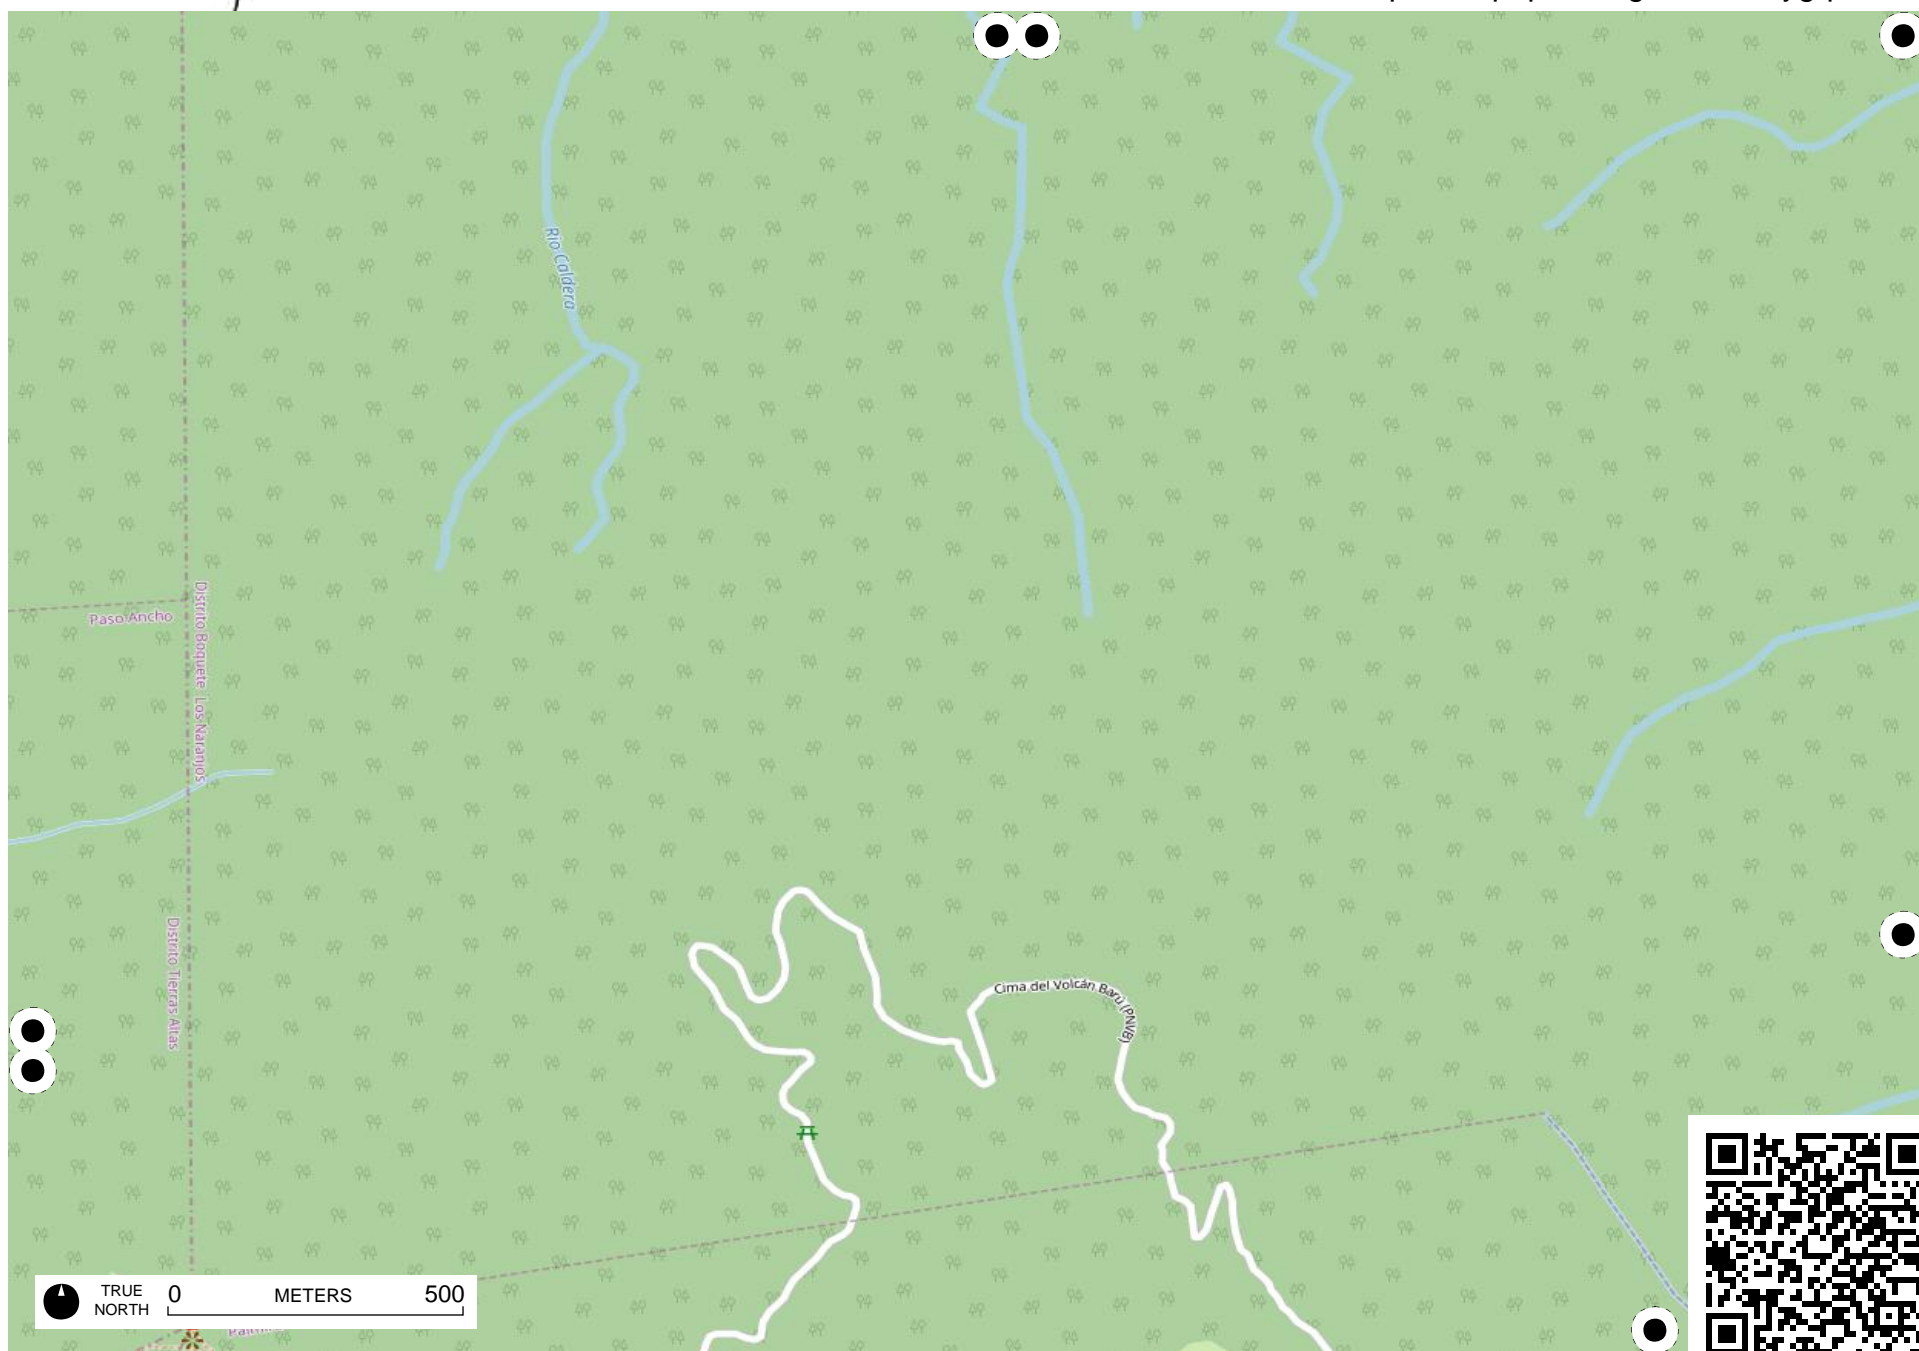 Río Caldera
Paso Ancho
Distrito Boquete
Los Naranjos
Distrito Tierras Altas
Cima del Volcán Barú (PNVB)
TRUE
NORTH
0 METERS 500